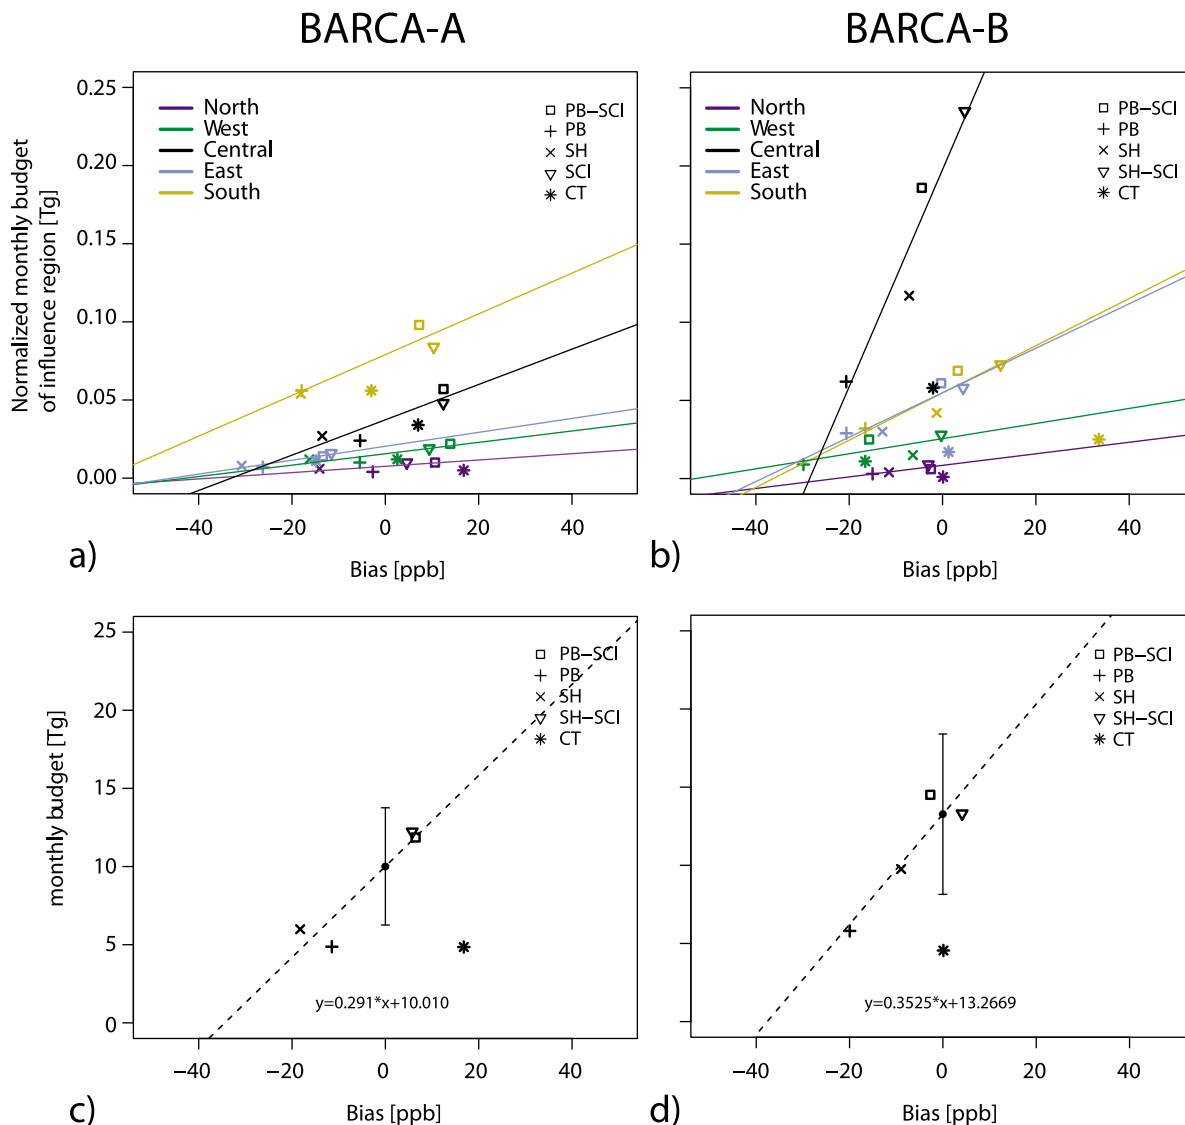 BARCA-A
BARCA-B
Normalized monthly budget
of influence region [Tg]
0.25
0.20
0.15
0.10
0.05
0.00
North
West
Central
East
South
PB–SCI
PB
SH
SCI
CT
−40 −20 0 20 40
a)
Bias [ppb]
North
West
Central
East
South
PB–SCI
PB
SH
SH–SCI
CT
−40 −20 0 20 40
b)
Bias [ppb]
monthly budget [Tg]
25
20
15
10
5
0
PB–SCI
PB
SH
SH–SCI
CT
y=0.291*x+10.010
−40 −20 0 20 40
c)
Bias [ppb]
PB–SCI
PB
SH
SH–SCI
CT
y=0.3525*x+13.2669
−40 −20 0 20 40
d)
Bias [ppb]